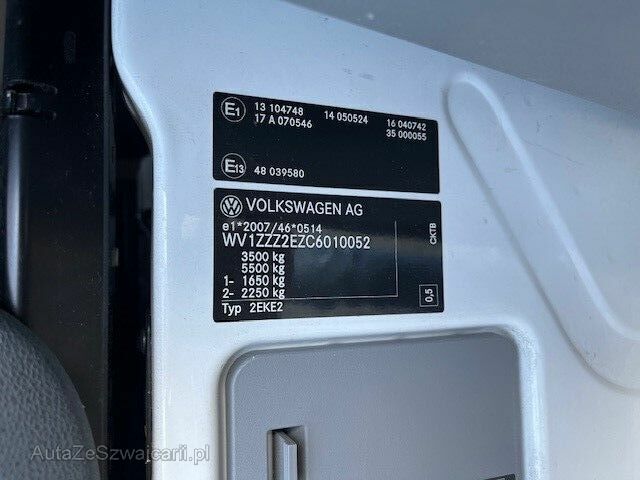 E1 13 104748 14 050524 16 040742
17 A 070546 35 000055
E13 48 039580
VOLKSWAGEN AG
e1*2007/46*0514
WV1ZZZ2EZC6010052
3500 kg
5500 kg
1- 1650 kg
2- 2250 kg
Typ 2EKE2
CKTB
0,5
AutaZeSzwajcarii.pl